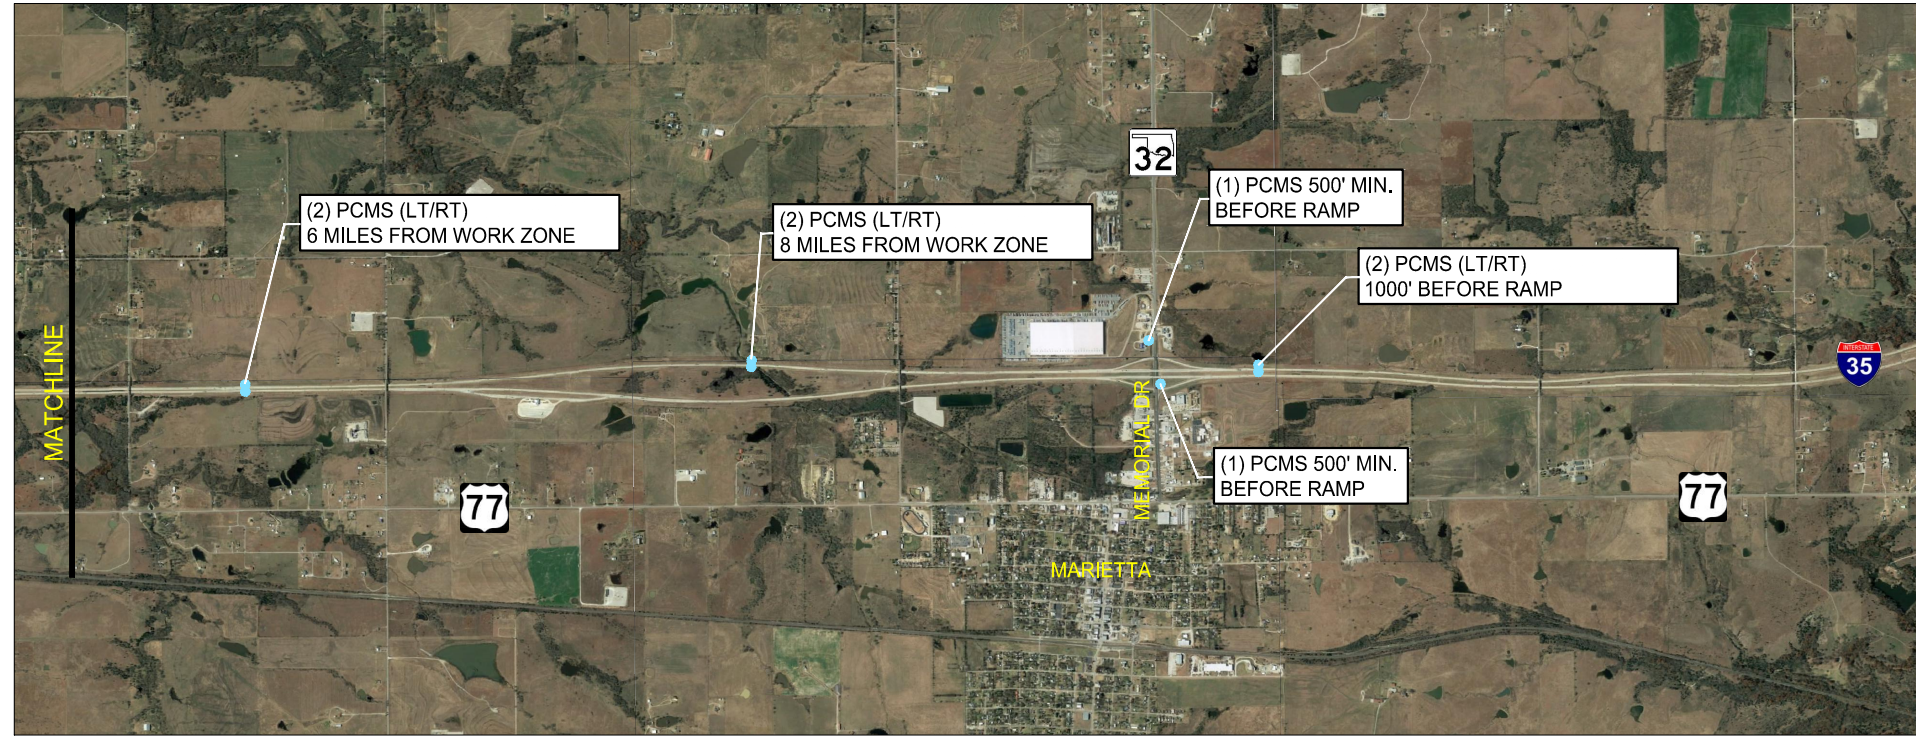 32
(1) PCMS 500' MIN.
BEFORE RAMP
(2) PCMS (LT/RT)
6 MILES FROM WORK ZONE
(2) PCMS (LT/RT)
8 MILES FROM WORK ZONE
(2) PCMS (LT/RT)
1000' BEFORE RAMP
MATCHLINE
INTERSTATE
35
MEMORIAL DR
(1) PCMS 500' MIN.
BEFORE RAMP
77
77
MARIETTA